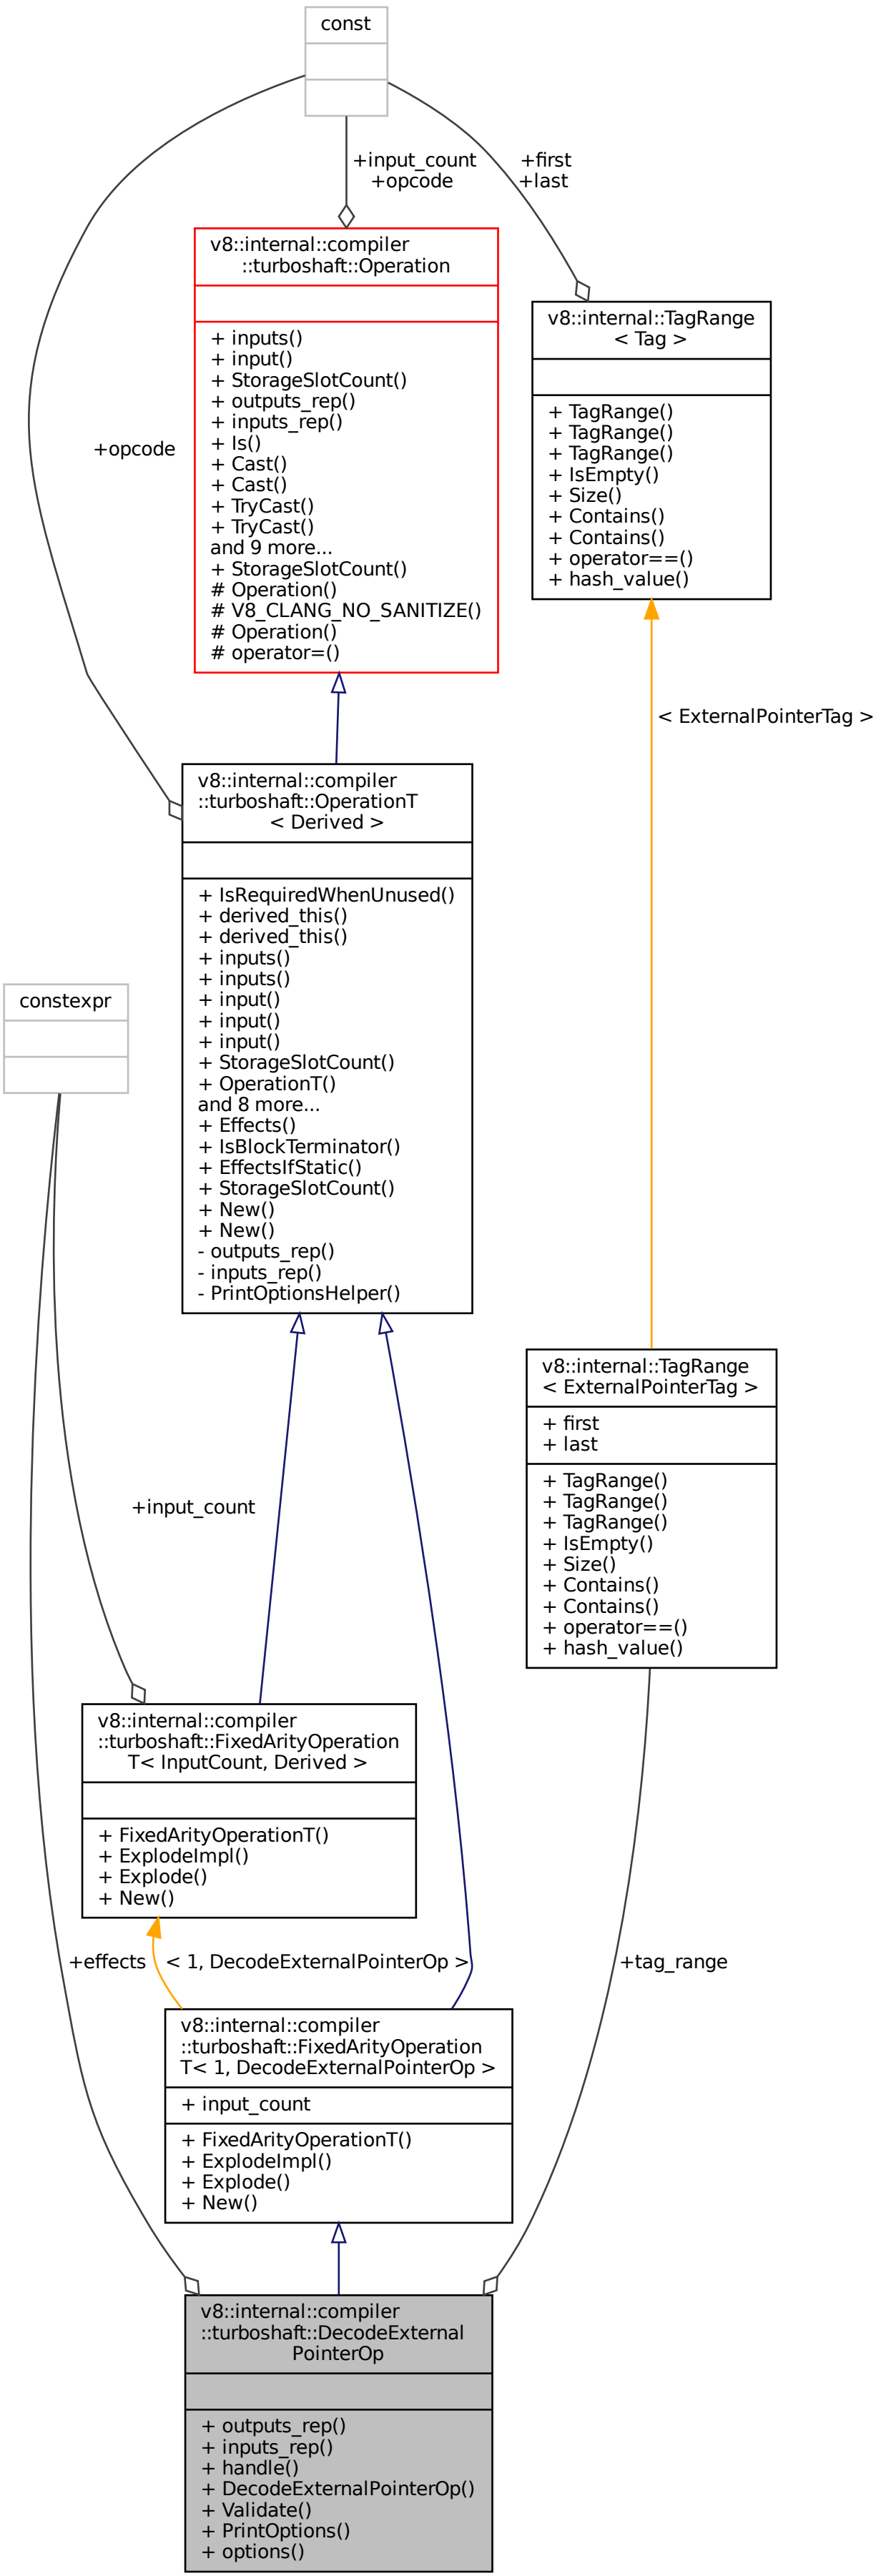 const
+input_count
+opcode
+first
+last
v8::internal::compiler
::turboshaft::Operation
+ inputs()
+ input()
+ StorageSlotCount()
+ outputs_rep()
+ inputs_rep()
+ Is()
+ Cast()
+ Cast()
+ TryCast()
+ TryCast()
and 9 more...
+ StorageSlotCount()
# Operation()
# V8_CLANG_NO_SANITIZE()
# Operation()
# operator=()
v8::internal::TagRange
< Tag >
+ TagRange()
+ TagRange()
+ TagRange()
+ IsEmpty()
+ Size()
+ Contains()
+ Contains()
+ operator==()
+ hash_value()
+opcode
< ExternalPointerTag >
v8::internal::compiler
::turboshaft::OperationT
< Derived >
+ IsRequiredWhenUnused()
+ derived_this()
+ derived_this()
+ inputs()
+ inputs()
+ input()
+ input()
+ input()
+ StorageSlotCount()
+ OperationT()
and 8 more...
+ Effects()
+ IsBlockTerminator()
+ EffectsIfStatic()
+ StorageSlotCount()
+ New()
+ New()
- outputs_rep()
- inputs_rep()
- PrintOptionsHelper()
constexpr
v8::internal::TagRange
< ExternalPointerTag >
+ first
+ last
+ TagRange()
+ TagRange()
+ TagRange()
+ IsEmpty()
+ Size()
+ Contains()
+ Contains()
+ operator==()
+ hash_value()
+input_count
v8::internal::compiler
::turboshaft::FixedArityOperation
T< InputCount, Derived >
+ FixedArityOperationT()
+ ExplodeImpl()
+ Explode()
+ New()
+effects
< 1, DecodeExternalPointerOp >
+tag_range
v8::internal::compiler
::turboshaft::FixedArityOperation
T< 1, DecodeExternalPointerOp >
+ input_count
+ FixedArityOperationT()
+ ExplodeImpl()
+ Explode()
+ New()
v8::internal::compiler
::turboshaft::DecodeExternal
PointerOp
+ outputs_rep()
+ inputs_rep()
+ handle()
+ DecodeExternalPointerOp()
+ Validate()
+ PrintOptions()
+ options()